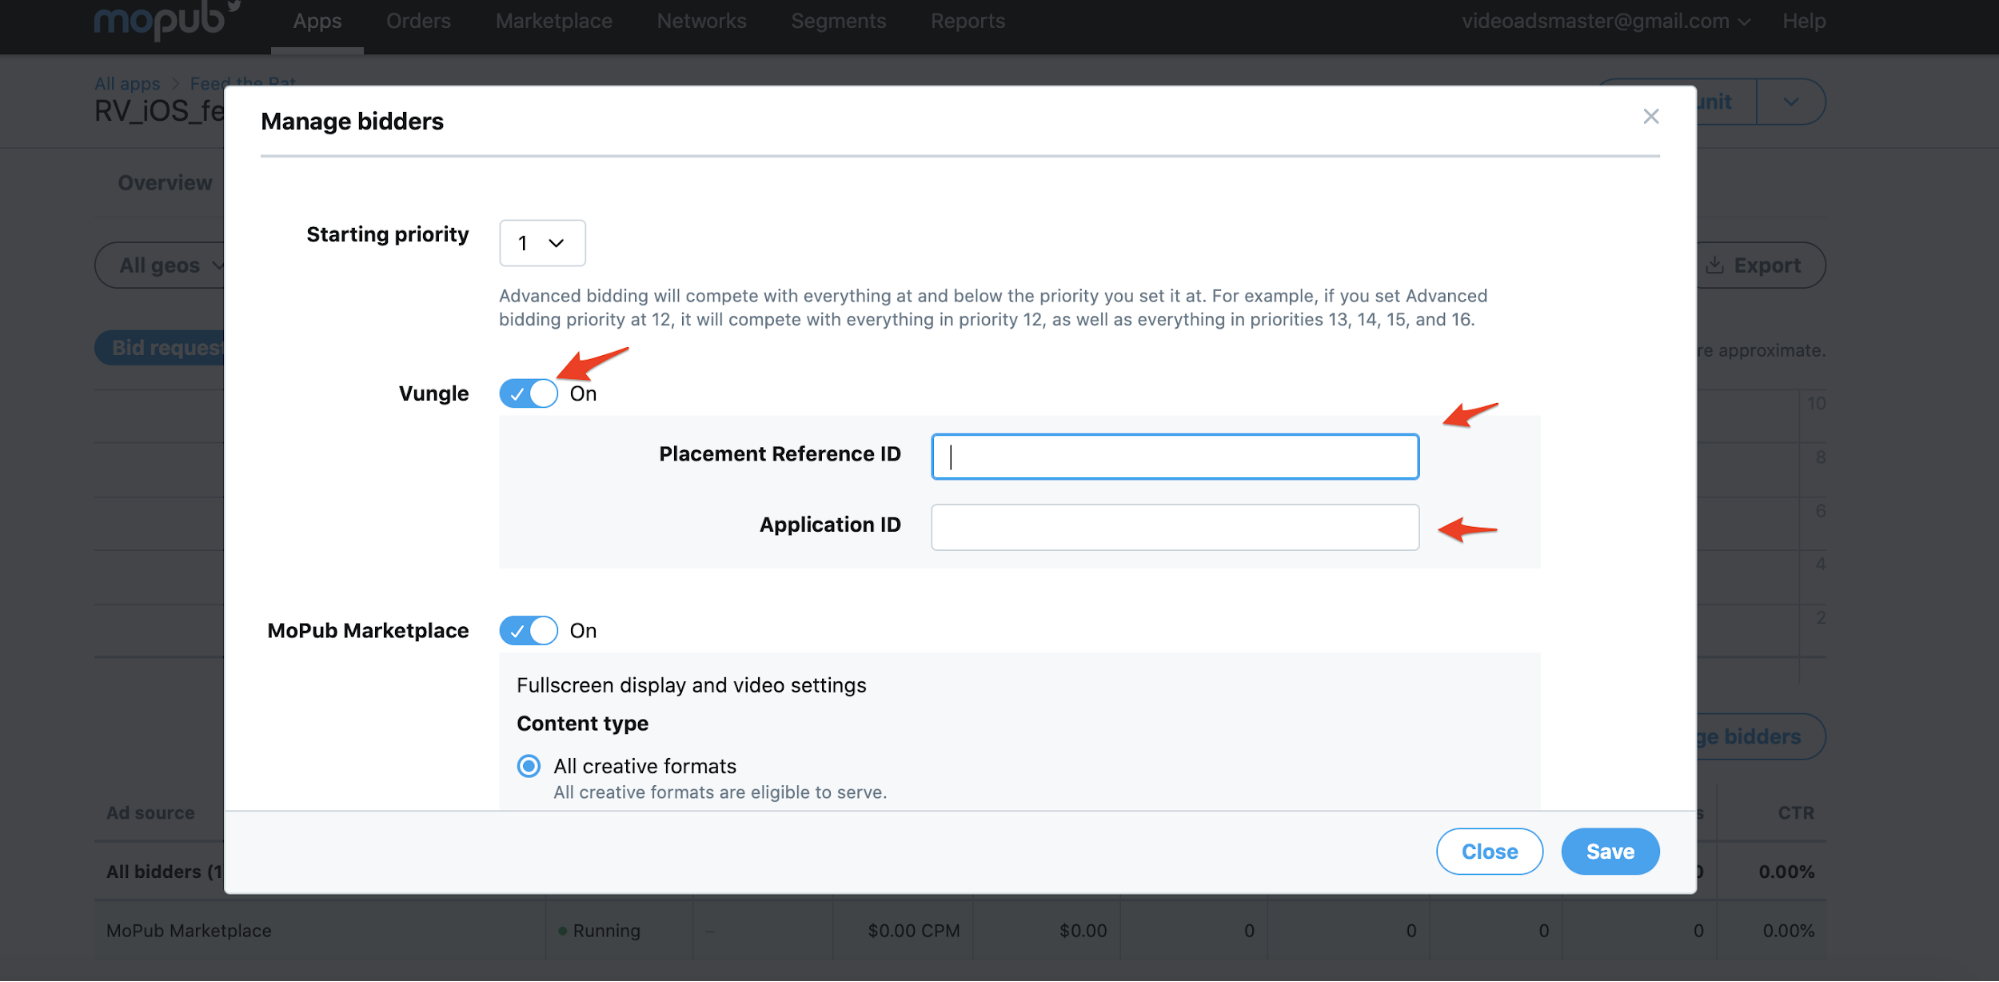 mopub
Apps Orders Marketplace Networks Segments Reports videoadsmaster@gmail.com Help
All apps > Feed the Rat
RV_iOS_fe unit
Manage bidders
Overview
Starting priority 1
All geos Export
Advanced bidding will compete with everything at and below the priority you set it at. For example, if you set Advanced
bidding priority at 12, it will compete with everything in priority 12, as well as everything in priorities 13, 14, 15, and 16.
Bid request re approximate.
Vungle On
10
Placement Reference ID
8
6
Application ID
4
2
MoPub Marketplace On
Fullscreen display and video settings
Content type
ge bidders
All creative formats
All creative formats are eligible to serve.
Ad source s CTR
Close Save
All bidders (1 0 0.00%
MoPub Marketplace Running – $0.00 CPM $0.00 0 0 0 0 0.00%